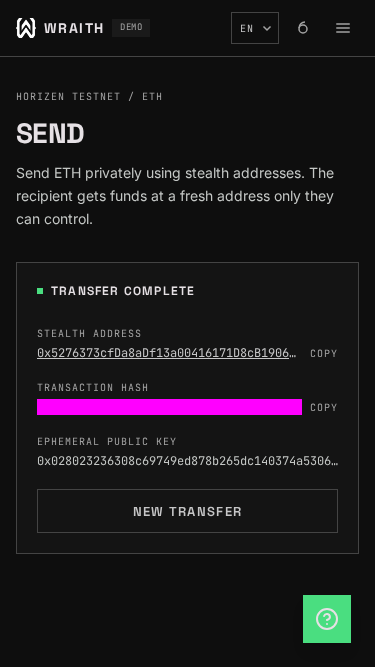 WRAITH DEMO EN
HORIZEN TESTNET / ETH
SEND
Send ETH privately using stealth addresses. The
recipient gets funds at a fresh address only they
can control.
TRANSFER COMPLETE
STEALTH ADDRESS
0x5276373cfDa8aDf13a00416171D8cB1906… COPY
TRANSACTION HASH
COPY
EPHEMERAL PUBLIC KEY
0x028023236308c69749ed878b265dc140374a5306…
NEW TRANSFER